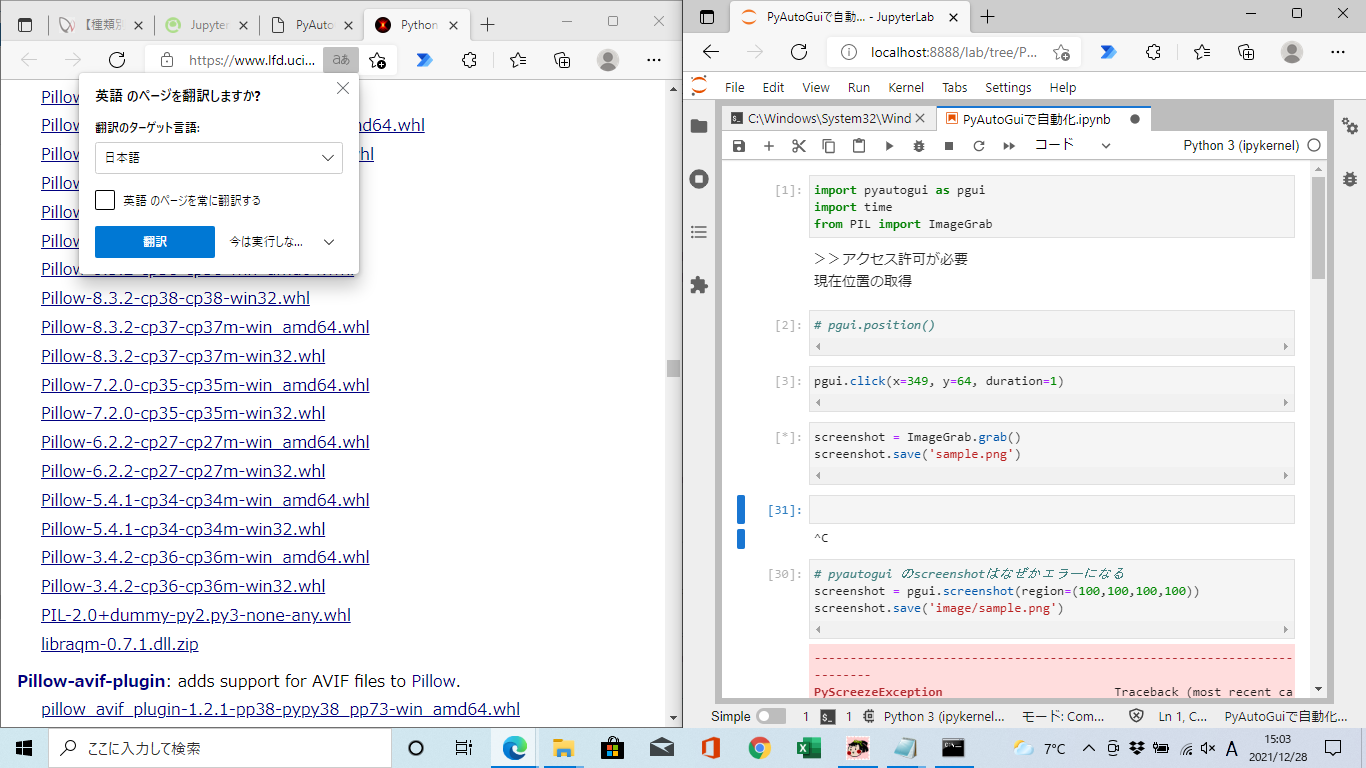 【種類別
Jupyter
PyAuto
Python
https://www.lfd.uci...
ああ
英語 のページを翻訳しますか?
翻訳のターゲット言語:
日本語
英語 のページを常に翻訳する
翻訳
今は実行しな...
Pillow
Pillow
nd64.whl
Pillow
hl
Pillow
Pillow
Pillow
Pillow-8.3.2-cp38-cp38-win32.whl
Pillow-8.3.2-cp37-cp37m-win_amd64.whl
Pillow-8.3.2-cp37-cp37m-win32.whl
Pillow-7.2.0-cp35-cp35m-win_amd64.whl
Pillow-7.2.0-cp35-cp35m-win32.whl
Pillow-6.2.2-cp27-cp27m-win_amd64.whl
Pillow-6.2.2-cp27-cp27m-win32.whl
Pillow-5.4.1-cp34-cp34m-win_amd64.whl
Pillow-5.4.1-cp34-cp34m-win32.whl
Pillow-3.4.2-cp36-cp36m-win_amd64.whl
Pillow-3.4.2-cp36-cp36m-win32.whl
PIL-2.0+dummy-py2.py3-none-any.whl
libraqm-0.7.1.dll.zip
Pillow-avif-plugin: adds support for AVIF files to Pillow.
pillow_avif_plugin-1.2.1-pp38-pypy38_pp73-win_amd64.whl
PyAutoGuiで自動... - JupyterLab
localhost:8888/lab/tree/P...
File Edit View Run Kernel Tabs Settings Help
C:\Windows\System32\Wind
PyAutoGuiで自動化.ipynb
コード
Python 3 (ipykernel)
[1]: import pyautogui as pgui
import time
from PIL import ImageGrab
＞＞アクセス許可が必要
現在位置の取得
[2]: # pgui.position()
[3]: pgui.click(x=349, y=64, duration=1)
[*]: screenshot = ImageGrab.grab()
screenshot.save('sample.png')
[31]:
^C
[30]: # pyautogui のscreenshotはなぜかエラーになる
screenshot = pgui.screenshot(region=(100,100,100,100))
screenshot.save('image/sample.png')
PyScreezeException Traceback (most recent ca
Simple 1 1 Python 3 (ipykernel... モード: Com... Ln 1, C... PyAutoGuiで自動化...
ここに入力して検索
7°C
A
15:03
2021/12/28